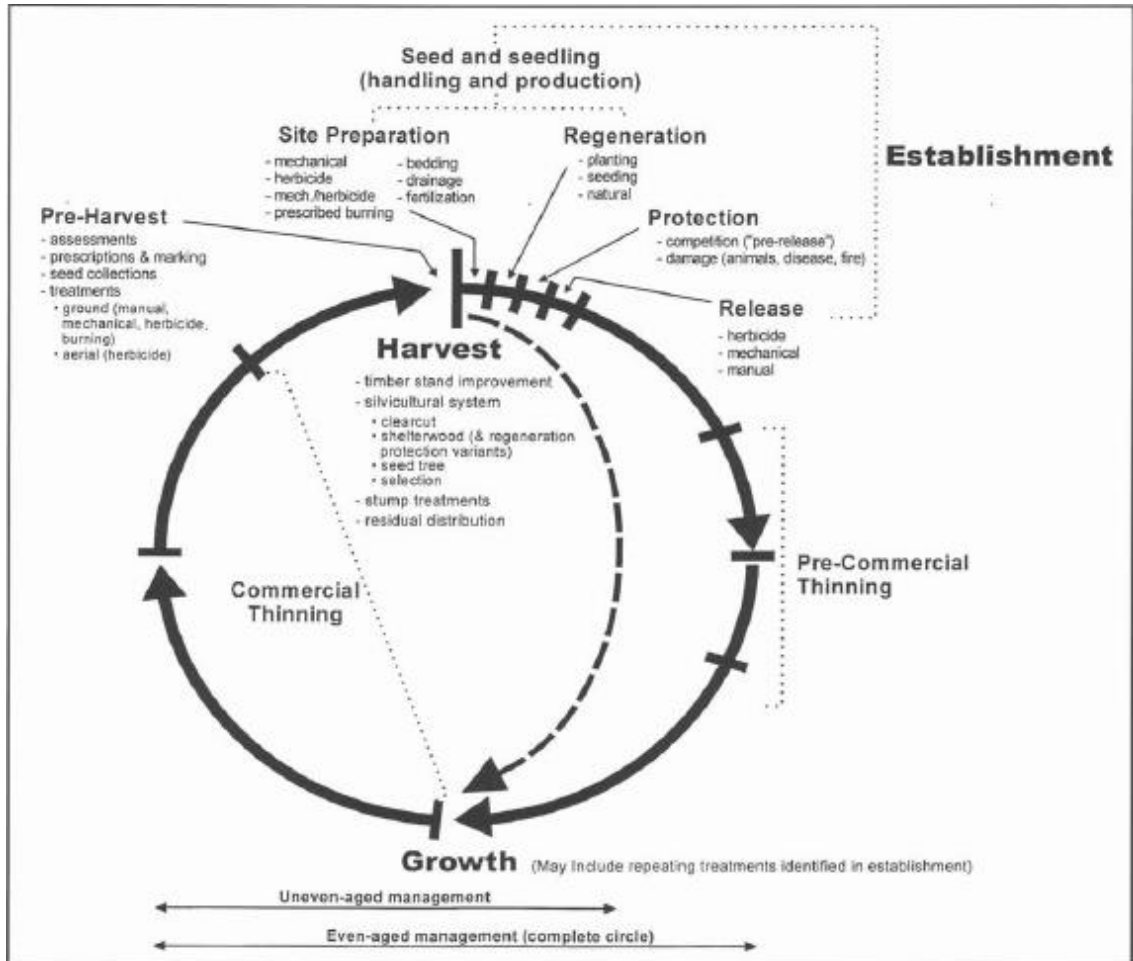 Seed and seedling
(handling and production)
Site Preparation
- mechanical
- herbicide
- mech./herbicide
- prescribed burning
- bedding
- drainage
- fertilization
Regeneration
- planting
- seeding
- natural
Establishment
Pre-Harvest
- assessments
- prescriptions & marking
- seed collections
- treatments
• ground (manual,
mechanical, herbicide,
burning)
• aerial (herbicide)
Protection
- competition ("pre-release")
- damage (animals, disease, fire)
Release
- herbicide
- mechanical
- manual
Harvest
- timber stand improvement
- silvicultural system
• clearcut
• shelterwood (& regeneration
protection variants)
• seed tree
• selection
- stump treatments
- residual distribution
Pre-Commercial
Thinning
Commercial
Thinning
Growth (May Include repeating treatments identified in establishment)
Uneven-aged management
Even-aged management (complete circle)